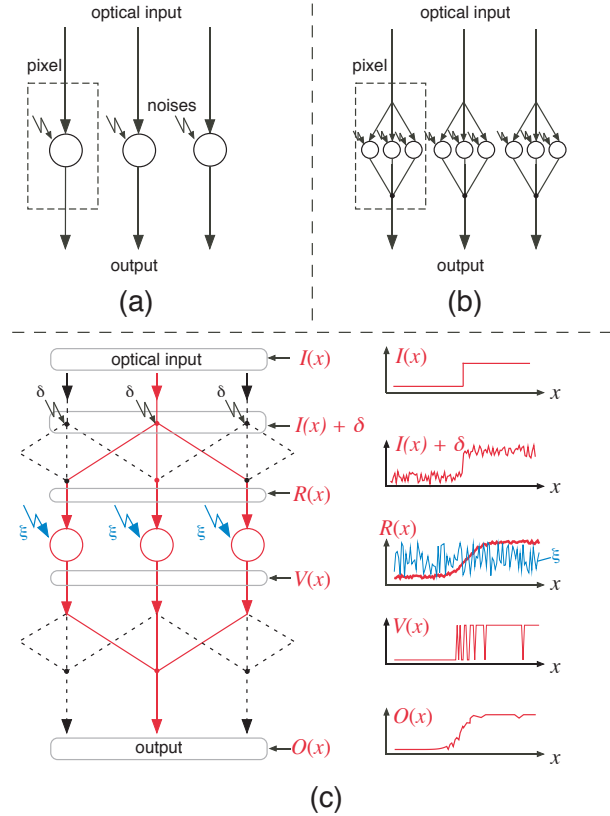 optical input
pixel
noises
output
(a)
optical input
pixel
output
(b)
optical input
I(x)
δ
δ
δ
I(x) + δ
R(x)
ξ
ξ
ξ
V(x)
output
O(x)
I(x)
x
I(x) + δ
x
R(x)
ξ
x
V(x)
x
O(x)
x
(c)